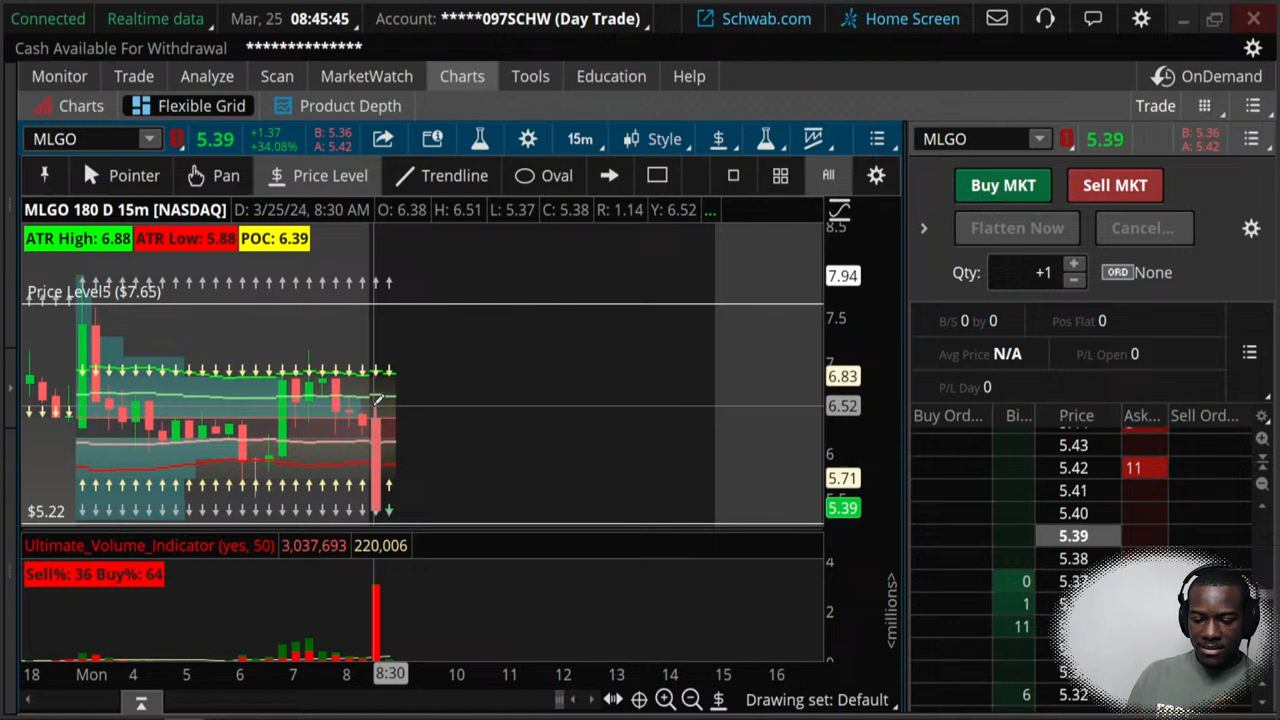 Connected Realtime data Mar, 25 08:45:45 Account: *****097SCHW (Day Trade) Schwab.com Home Screen
Cash Available For Withdrawal **************
Monitor Trade Analyze Scan MarketWatch Charts Tools Education Help OnDemand
Charts Flexible Grid Product Depth Trade
MLGO 5.39 +1.37 B: 5.36 15m Style MLGO 5.39 B: 5.36
+34.08% A: 5.42 A: 5.42
Pointer Pan $ Price Level Trendline Oval All Buy MKT Sell MKT
MLGO 180 D 15m [NASDAQ] D: 3/25/24, 8:30 AM O: 6.38 H: 6.51 L: 5.37 C: 5.38 R: 1.14 Y: 6.52 ...
Flatten Now Cancel...
ATR High: 6.88 ATR Low: 5.88 POC: 6.39
8.5
7.94
Qty: +1 ORD None
Price Level5 ($7.65)
7.5
B/S 0 by 0 Pos Flat 0
7
Avg Price N/A P/L Open 0
6.83
P/L Day 0
6.52
Buy Ord... Bi... Price Ask... Sell Ord...
5.43
6
5.42 11
5.71
5.41
$5.22
5.39
5.40
5.39
Ultimate_Volume_Indicator (yes, 50) 3,037,693 220,006
5.38
4
Sell%: 36 Buy%: 64
0
2
1
11
<millions>
0
18 Mon 4 5 6 7 8 8:30 10 11 12 13 14 15 16
6 5.32
Drawing set: Default